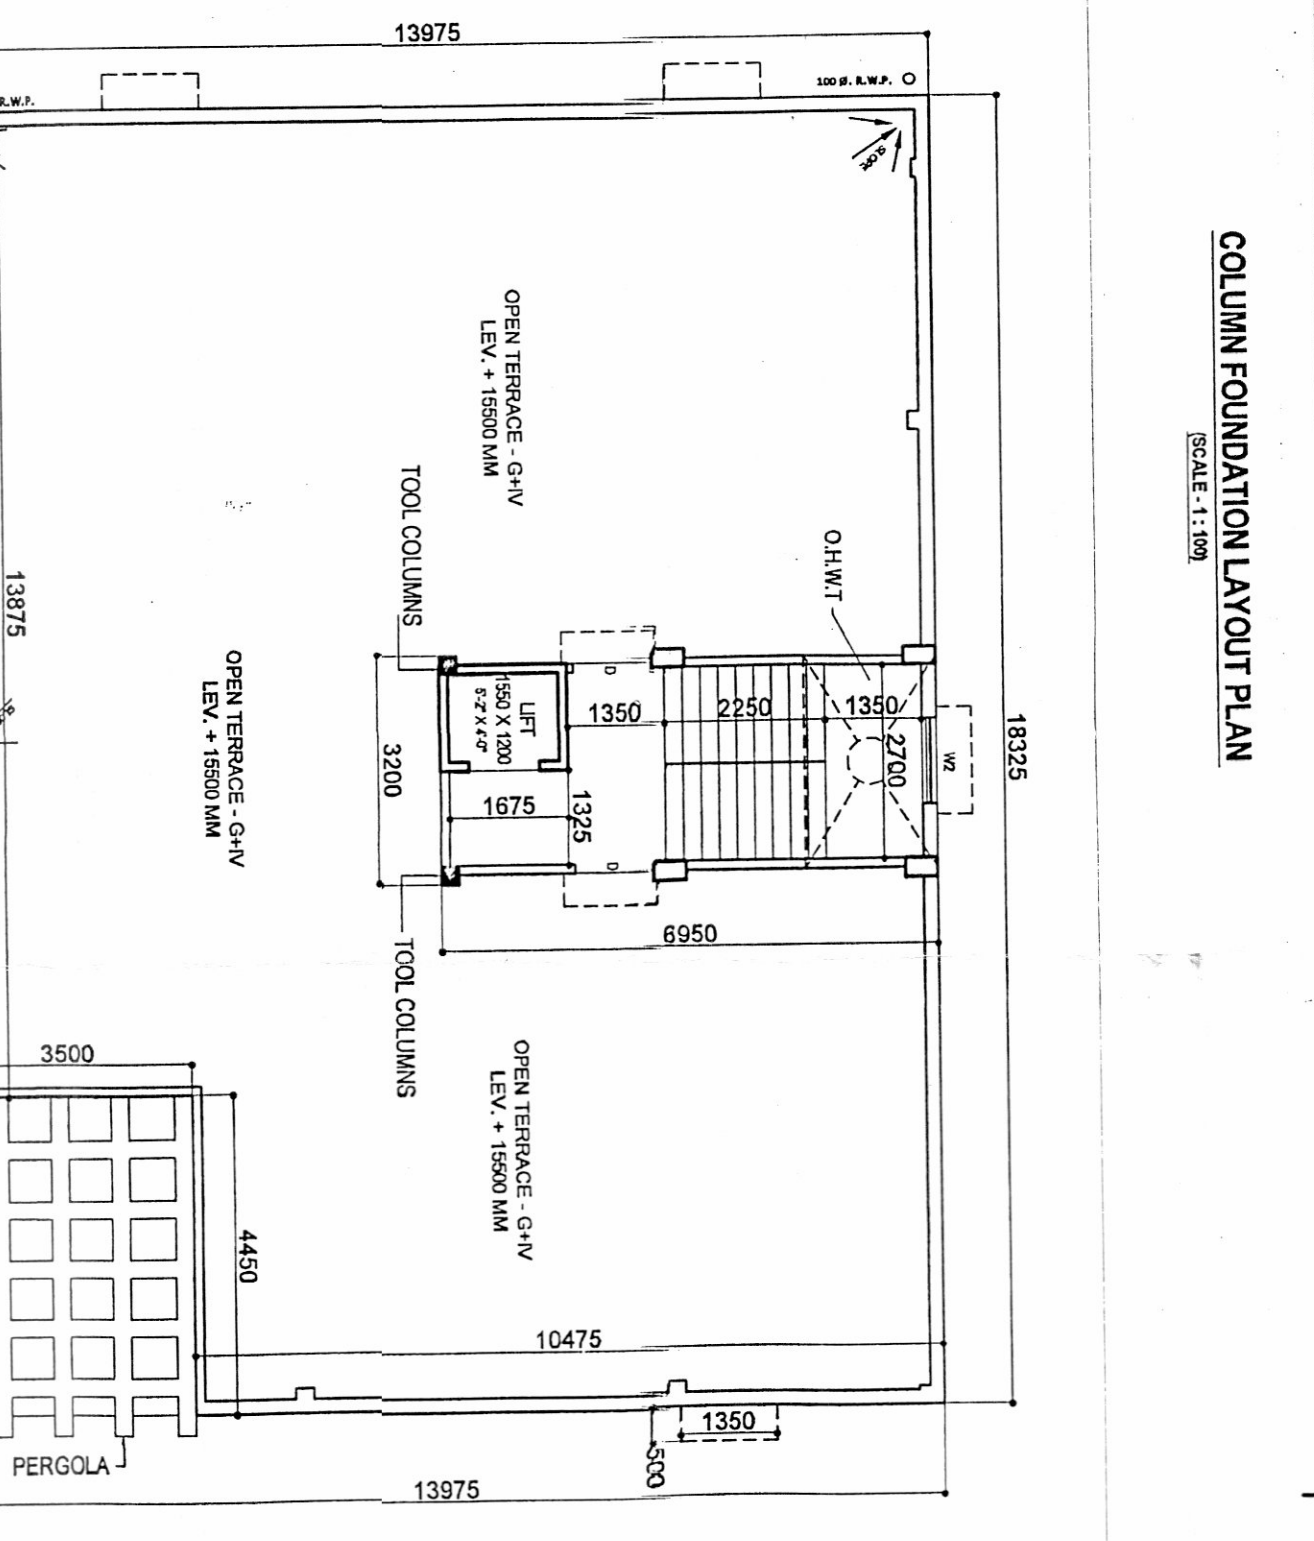 13975
R.W.P.
100 Ø. R.W.P.
SLOPE
COLUMN FOUNDATION LAYOUT PLAN
(SCALE - 1 : 100)
OPEN TERRACE - G+IV
LEV. + 15500 MM
TOOL COLUMNS
O.H.W.T
13875
OPEN TERRACE - G+IV
LEV. + 15500 MM
3200
D
LIFT
1550 X 1200
5'-2" X 4'-0"
1350
2250
1350
2700
W2
18325
1675
1325
D
6950
TOOL COLUMNS
3500
OPEN TERRACE - G+IV
LEV. + 15500 MM
4450
10475
1350
500
PERGOLA
13975